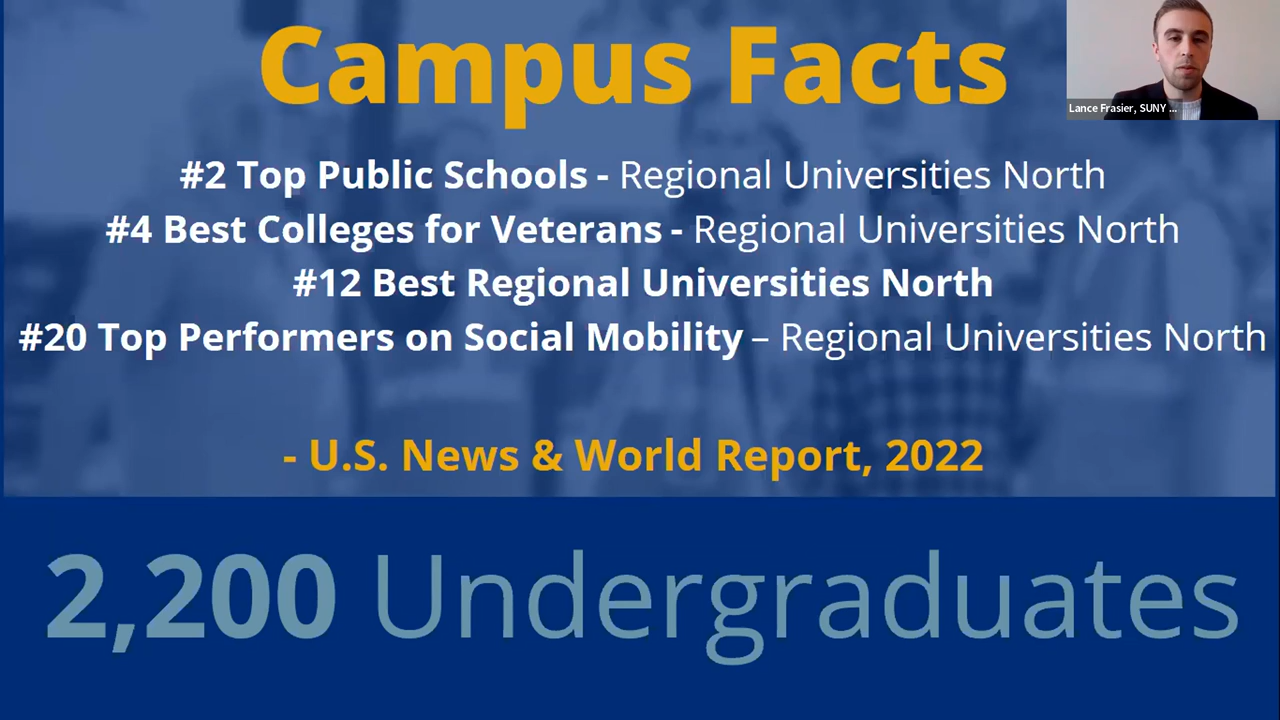 Campus Facts
Lance Frasier, SUNY ...
#2 Top Public Schools - Regional Universities North
#4 Best Colleges for Veterans - Regional Universities North
#12 Best Regional Universities North
#20 Top Performers on Social Mobility – Regional Universities North
- U.S. News & World Report, 2022
2,200 Undergraduates